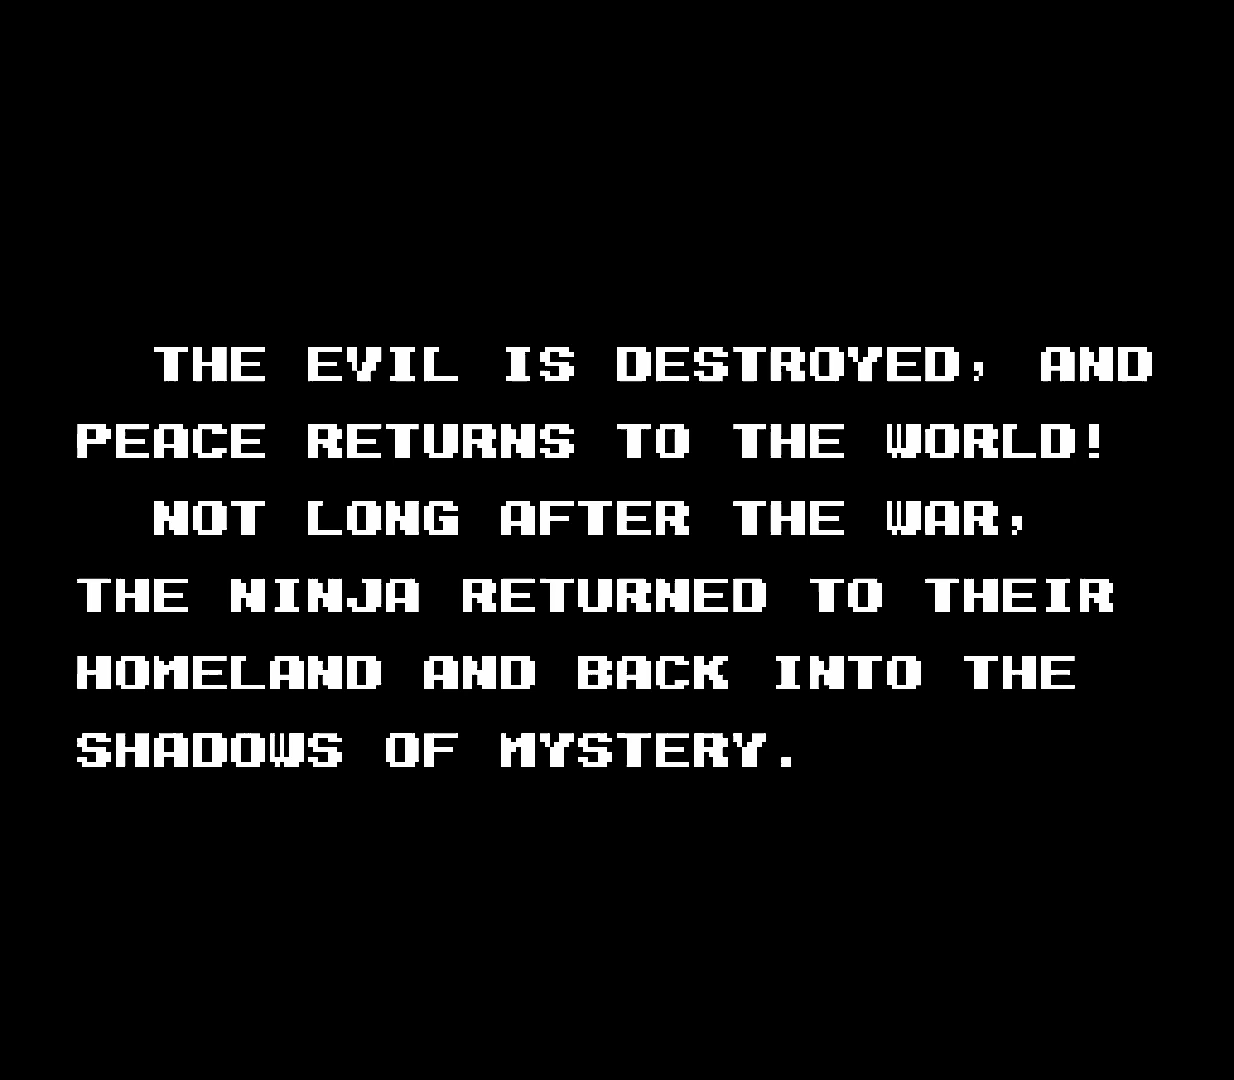 THE EVIL IS DESTROYED, AND
PEACE RETURNS TO THE WORLD!
NOT LONG AFTER THE WAR,
THE NINJA RETURNED TO THEIR
HOMELAND AND BACK INTO THE
SHADOWS OF MYSTERY.